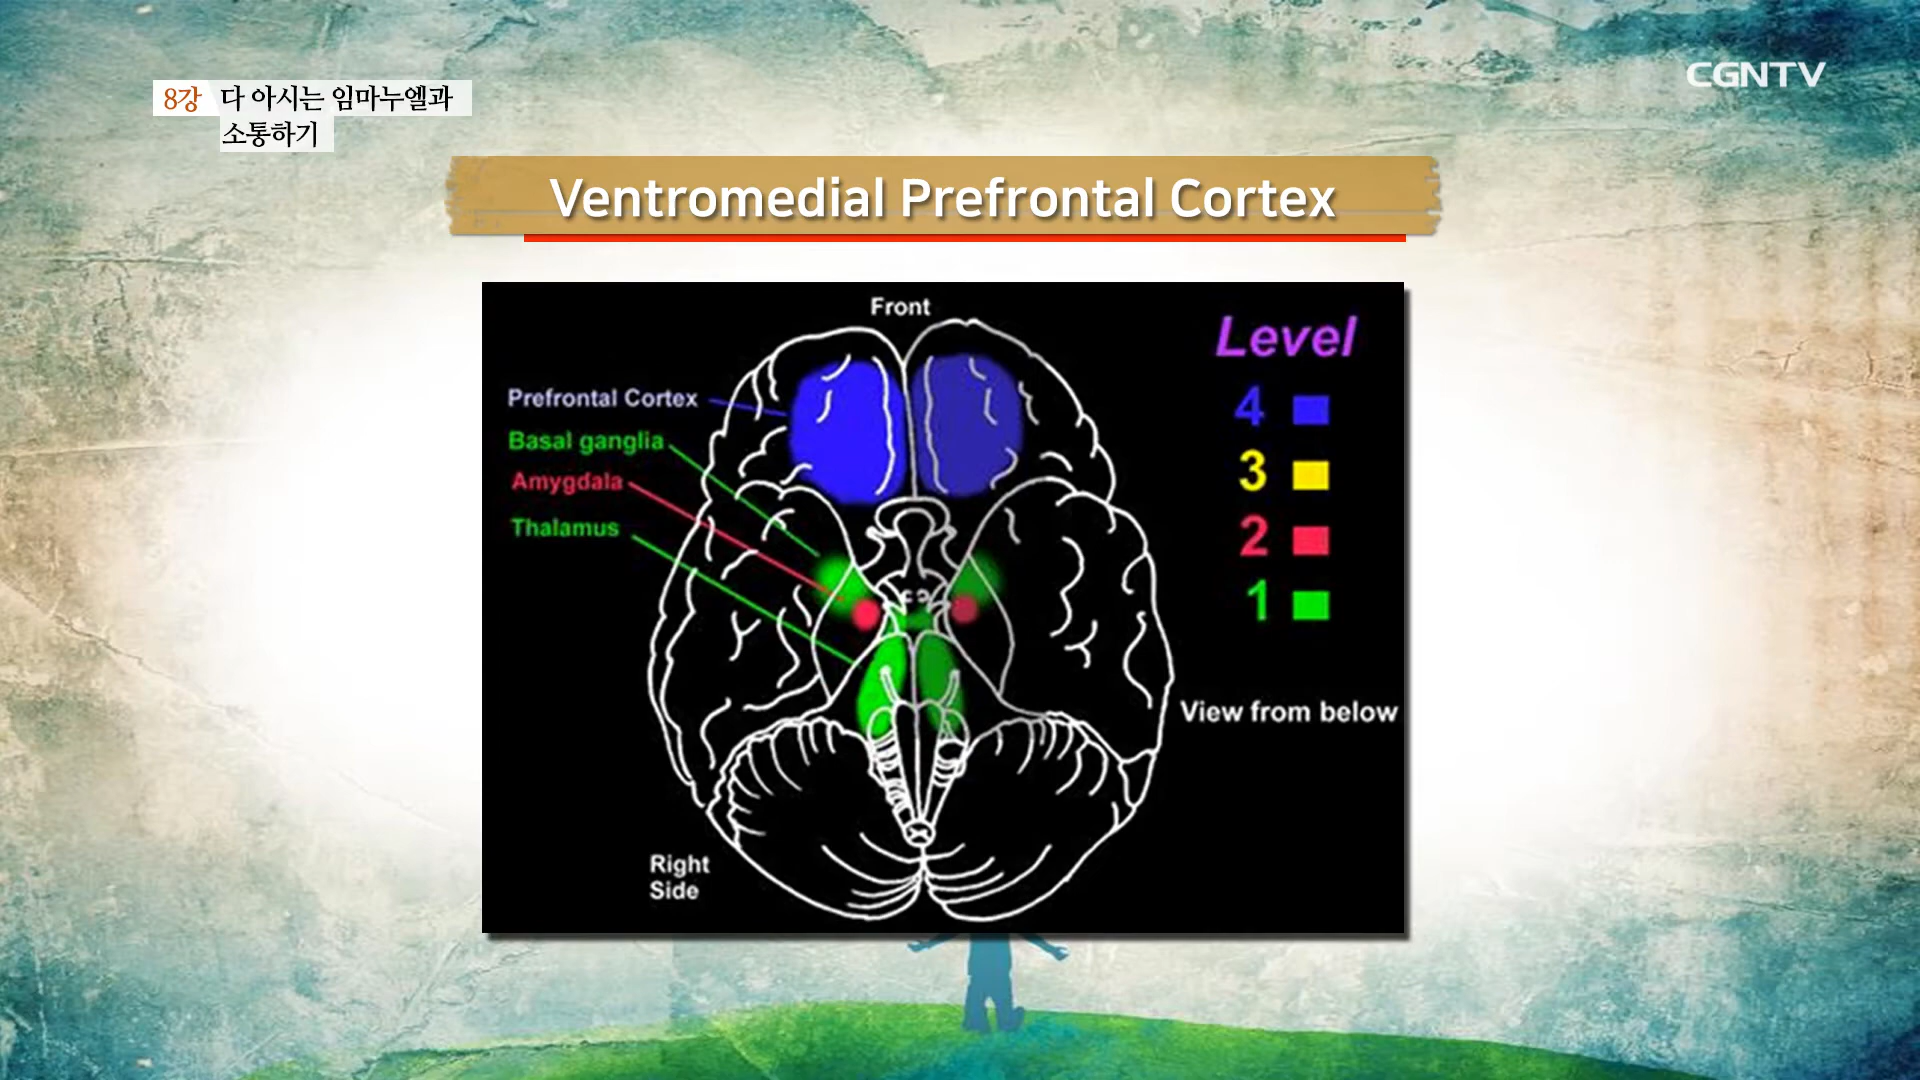 CGNTV
8강 다 아시는 임마누엘과
소통하기
Ventromedial Prefrontal Cortex
Front
Level
Prefrontal Cortex
Basal ganglia
Amygdala
Thalamus
4
3
2
1
View from below
Right
Side